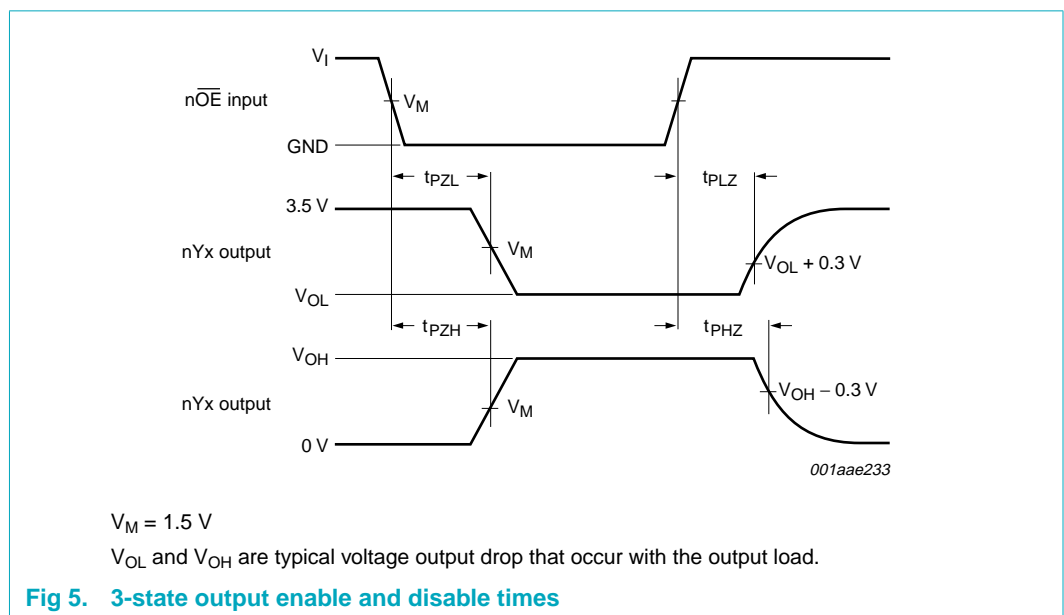 V_I
nO̅E̅ input
V_M
GND
t_PZL
t_PLZ
3.5 V
nYx output
V_M
V_OL + 0.3 V
V_OL
t_PZH
t_PHZ
V_OH
nYx output
V_M
V_OH − 0.3 V
0 V
001aae233
V_M = 1.5 V
V_OL and V_OH are typical voltage output drop that occur with the output load.
Fig 5. 3-state output enable and disable times